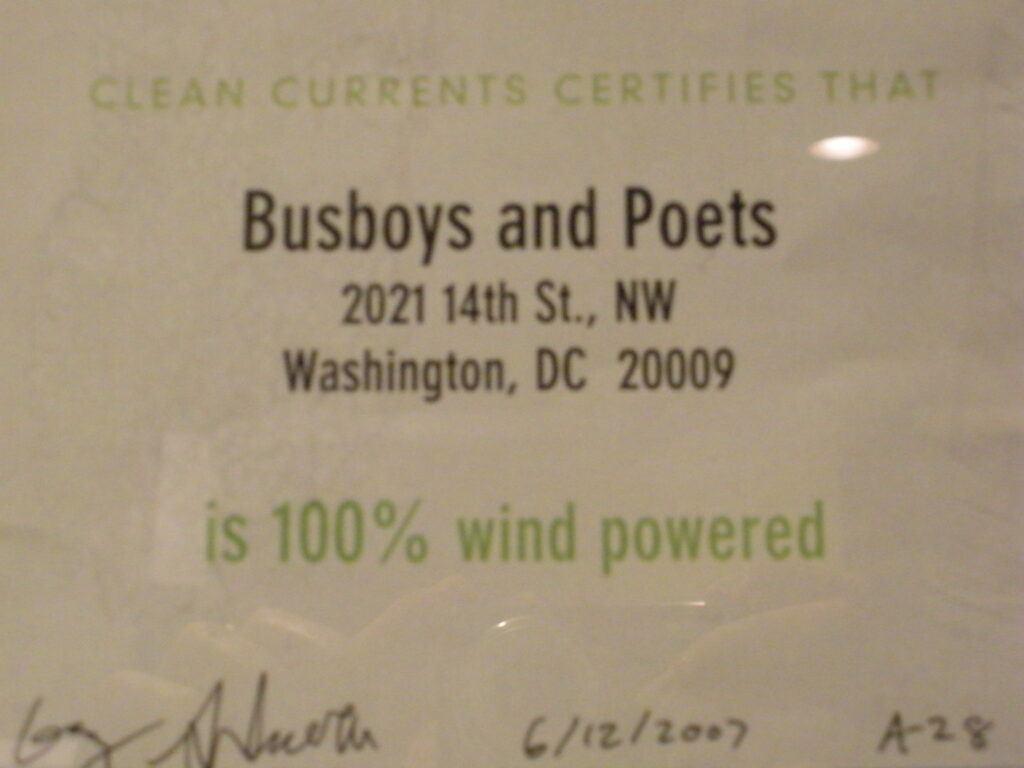 CLEAN CURRENTS CERTIFIES THAT
Busboys and Poets
2021 14th St., NW
Washington, DC 20009
is 100% wind powered
6/12/2007 A-28